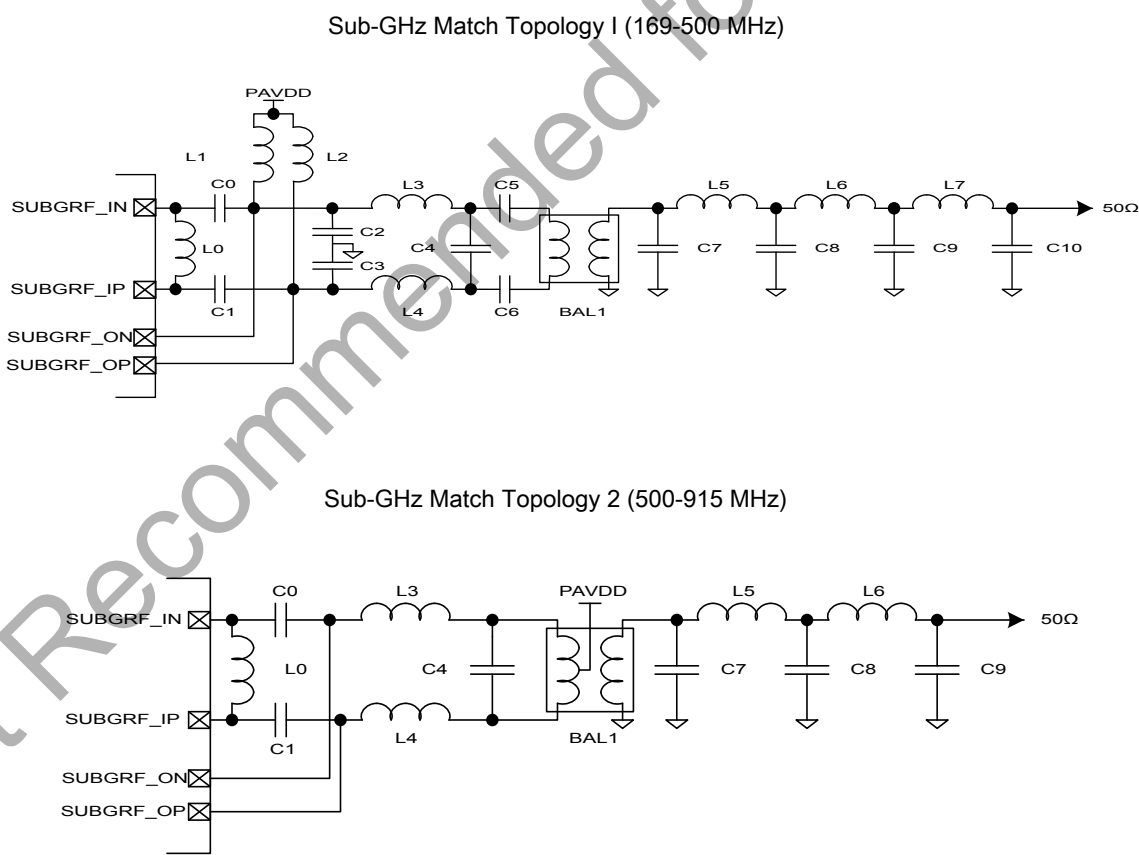 Sub-GHz Match Topology I (169-500 MHz)
PAVDD
L1
L2
C0
L3
C5
L5
L6
L7
SUBGRF_IN
50Ω
L0
C2
C3
C4
C7
C8
C9
C10
SUBGRF_IP
C1
L4
C6
BAL1
SUBGRF_ON
SUBGRF_OP
Sub-GHz Match Topology 2 (500-915 MHz)
C0
L3
PAVDD
L5
L6
SUBGRF_IN
50Ω
L0
C4
C7
C8
C9
SUBGRF_IP
C1
L4
BAL1
SUBGRF_ON
SUBGRF_OP
t Recommended fo